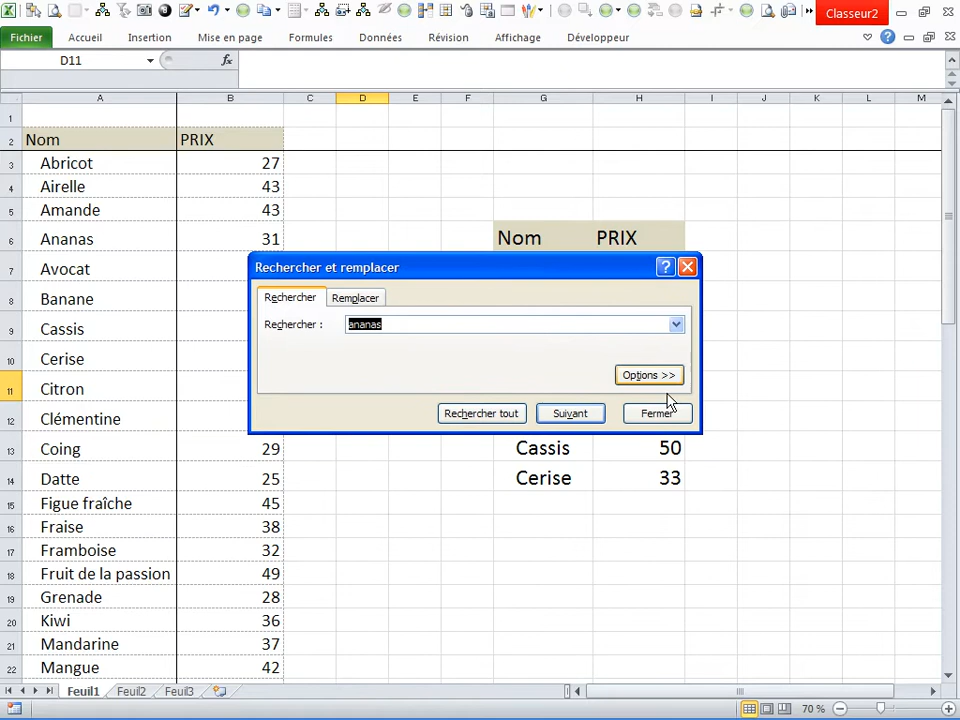 Classeur2
Fichier Accueil Insertion Mise en page Formules Données Révision Affichage Développeur
D11 fx
A B C D E F G H I J K L M
1
2 Nom PRIX
3 Abricot 27
4 Airelle 43
5 Amande 43
6 Ananas 31 Nom PRIX
7 Avocat
8 Banane
9 Cassis
10 Cerise
11 Citron
12 Clémentine
Rechercher et remplacer
Rechercher Remplacer
Rechercher : ananas
Options >>
Rechercher tout Suivant Fermer
13 Coing 29 Cassis 50
14 Datte 25 Cerise 33
15 Figue fraîche 45
16 Fraise 38
17 Framboise 32
18 Fruit de la passion 49
19 Grenade 28
20 Kiwi 36
21 Mandarine 37
22 Mangue 42
Feuil1 Feuil2 Feuil3
70 %